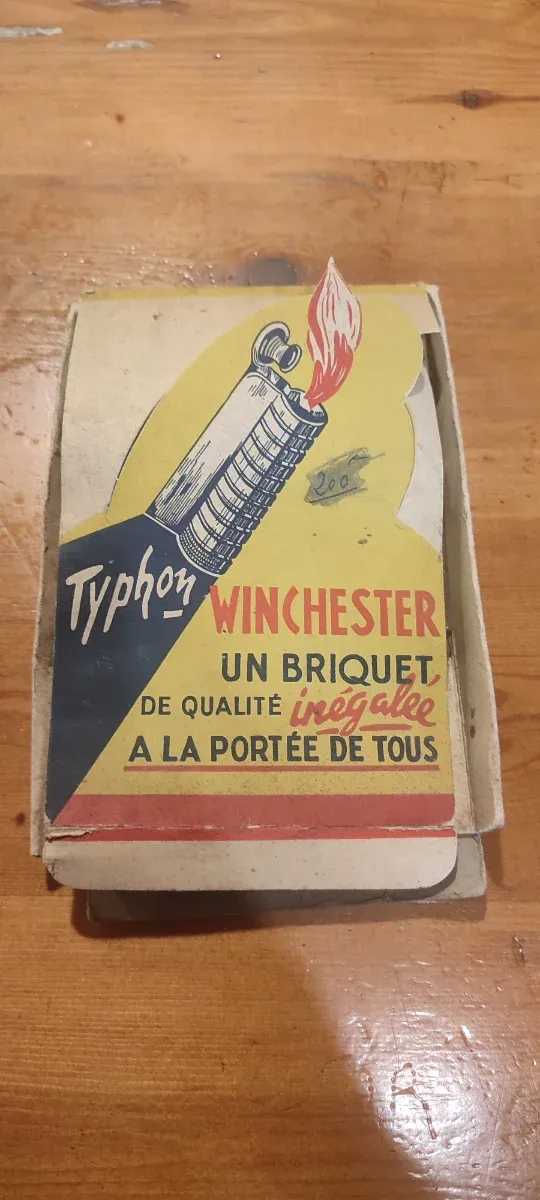 200
Typhon
WINCHESTER
UN BRIQUET
DE QUALITÉ inégalée
A LA PORTÉE DE TOUS